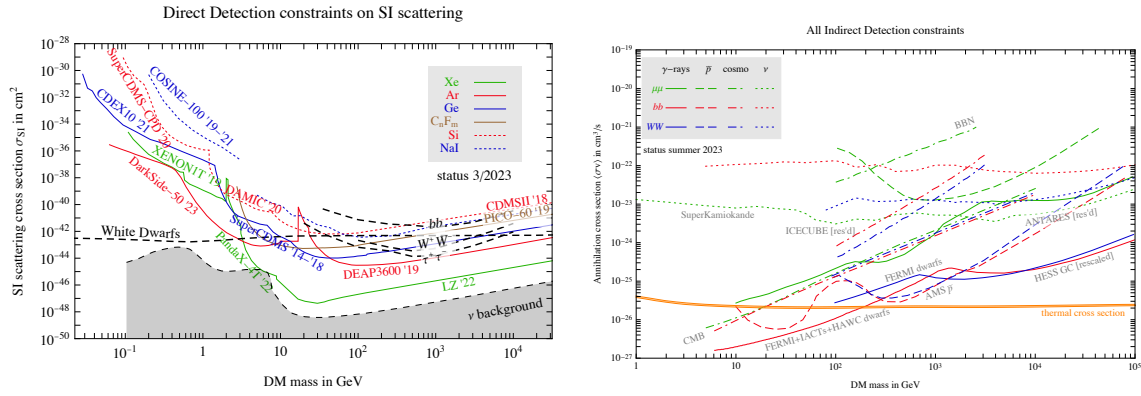 Direct Detection constraints on SI scattering
SI scattering cross section σSI in cm²
10⁻²⁸
10⁻³⁰
10⁻³²
10⁻³⁴
10⁻³⁶
10⁻³⁸
10⁻⁴⁰
10⁻⁴²
10⁻⁴⁴
10⁻⁴⁶
10⁻⁴⁸
10⁻⁵⁰
SuperCDMS–CPD '20
COSINE–100 '19–'21
CDEX10 '21
XENON1T '19
DarkSide–50 '23
DAMIC '20
SuperCDMS '14–'18
White Dwarfs
PandaX–4T '22
CDMSII '18
PICO–60 '19
bb
W⁺W⁻
τ⁺τ⁻
DEAP3600 '19
LZ '22
ν background
Xe
Ar
Ge
CnFm
Si
NaI
status 3/2023
10⁻¹ 1 10 10² 10³ 10⁴
DM mass in GeV
All Indirect Detection constraints
Annihilation cross section ⟨σv⟩ in cm³/s
10⁻¹⁹
10⁻²⁰
10⁻²¹
10⁻²²
10⁻²³
10⁻²⁴
10⁻²⁵
10⁻²⁶
10⁻²⁷
γ–rays p̄ cosmo ν
μμ
bb
WW
status summer 2023
BBN
SuperKamiokande
ICECUBE [res'd]
ANTARES [res'd]
FERMI dwarfs
HESS GC [rescaled]
AMS p̄
thermal cross section
CMB
FERMI+IACTs+HAWC dwarfs
1 10 10² 10³ 10⁴ 10⁵
DM mass in GeV